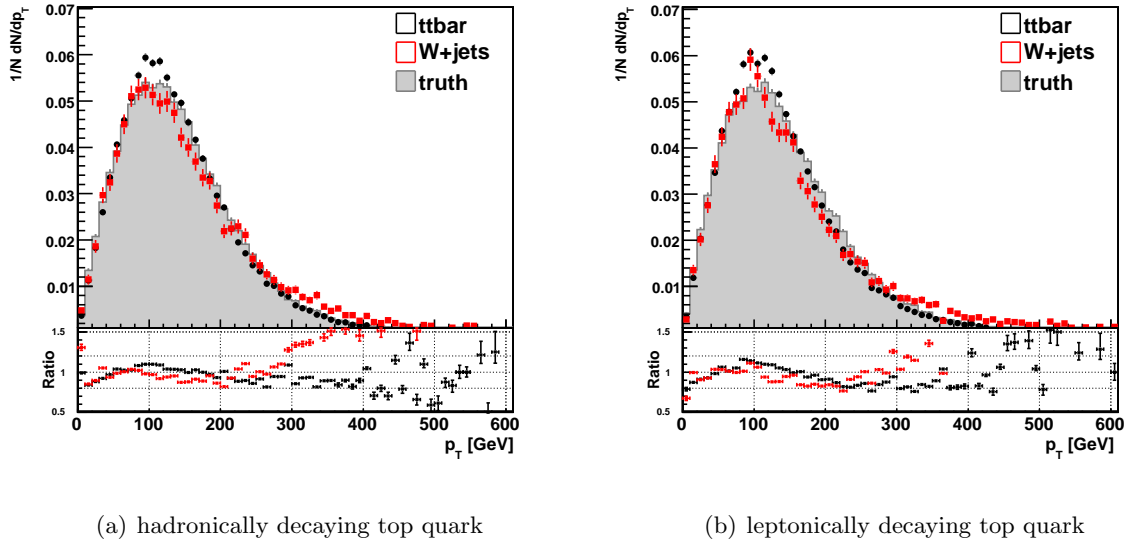 1/N dN/dp_T
0.07
0.06
0.05
0.04
0.03
0.02
0.01
ttbar
W+jets
truth
Ratio
1.5
1
0.5
0 100 200 300 400 500 600
p_T [GeV]
(a) hadronically decaying top quark
1/N dN/dp_T
0.07
0.06
0.05
0.04
0.03
0.02
0.01
ttbar
W+jets
truth
Ratio
1.5
1
0.5
0 100 200 300 400 500 600
p_T [GeV]
(b) leptonically decaying top quark